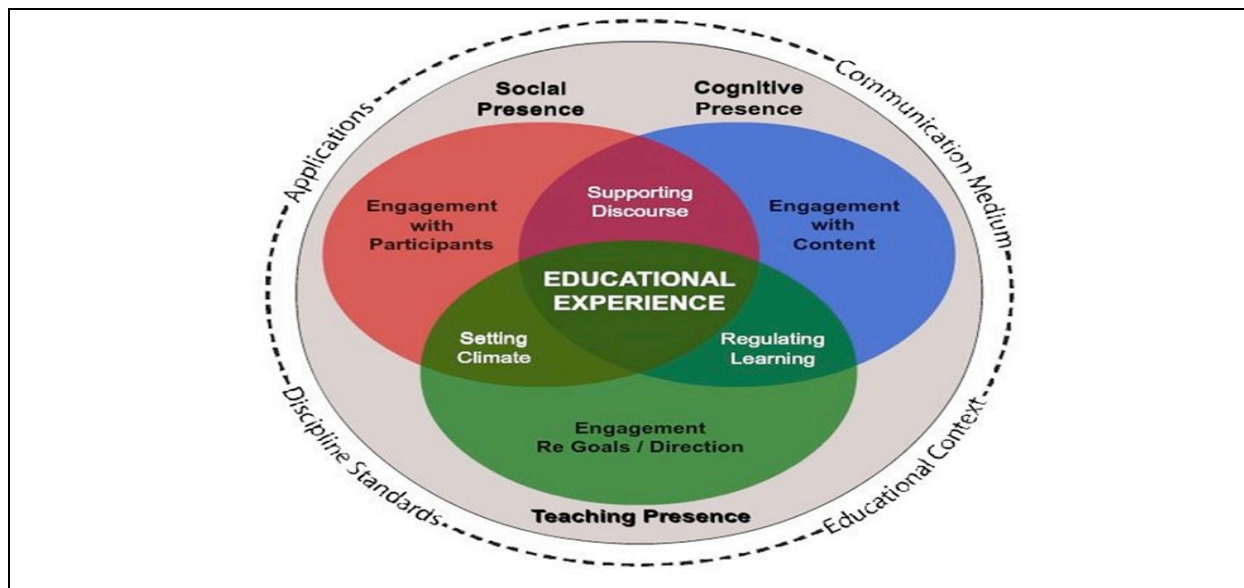 Social
Presence
Cognitive
Presence
Applications
Communication Medium
Engagement
with
Participants
Supporting
Discourse
Engagement
with
Content
EDUCATIONAL
EXPERIENCE
Setting
Climate
Regulating
Learning
Engagement
Re Goals / Direction
Teaching Presence
Discipline Standards
Educational Context